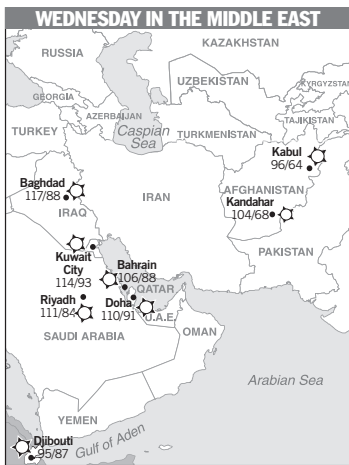 WEDNESDAY IN THE MIDDLE EAST
KAZAKHSTAN
RUSSIA
UZBEKISTAN
KYRGYZSTAN
GEORGIA
AZERBAIJAN
TAJIKISTAN
TURKEY
Caspian
Sea
TURKMENISTAN
Kabul
96/64
Baghdad
117/88
IRAQ
IRAN
AFGHANISTAN
Kandahar
104/68
Kuwait
City
114/93
PAKISTAN
Bahrain
106/88
QATAR
Riyadh
111/84
Doha
110/91
U.A.E.
SAUDI ARABIA
OMAN
Arabian Sea
YEMEN
Djibouti
95/87
Gulf of Aden